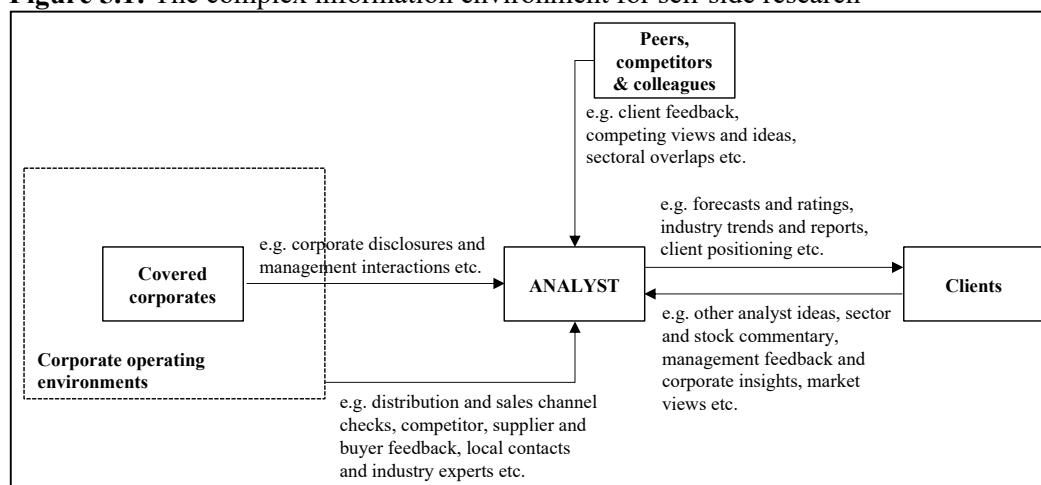 Figure 3.1: The complex information environment for sell-side research
Peers,
competitors
& colleagues
e.g. client feedback,
competing views and ideas,
sectoral overlaps etc.
e.g. forecasts and ratings,
industry trends and reports,
client positioning etc.
e.g. corporate disclosures and
management interactions etc.
Covered
corporates
ANALYST
Clients
e.g. other analyst ideas, sector
and stock commentary,
management feedback and
corporate insights, market
views etc.
Corporate operating
environments
e.g. distribution and sales channel
checks, competitor, supplier and
buyer feedback, local contacts
and industry experts etc.